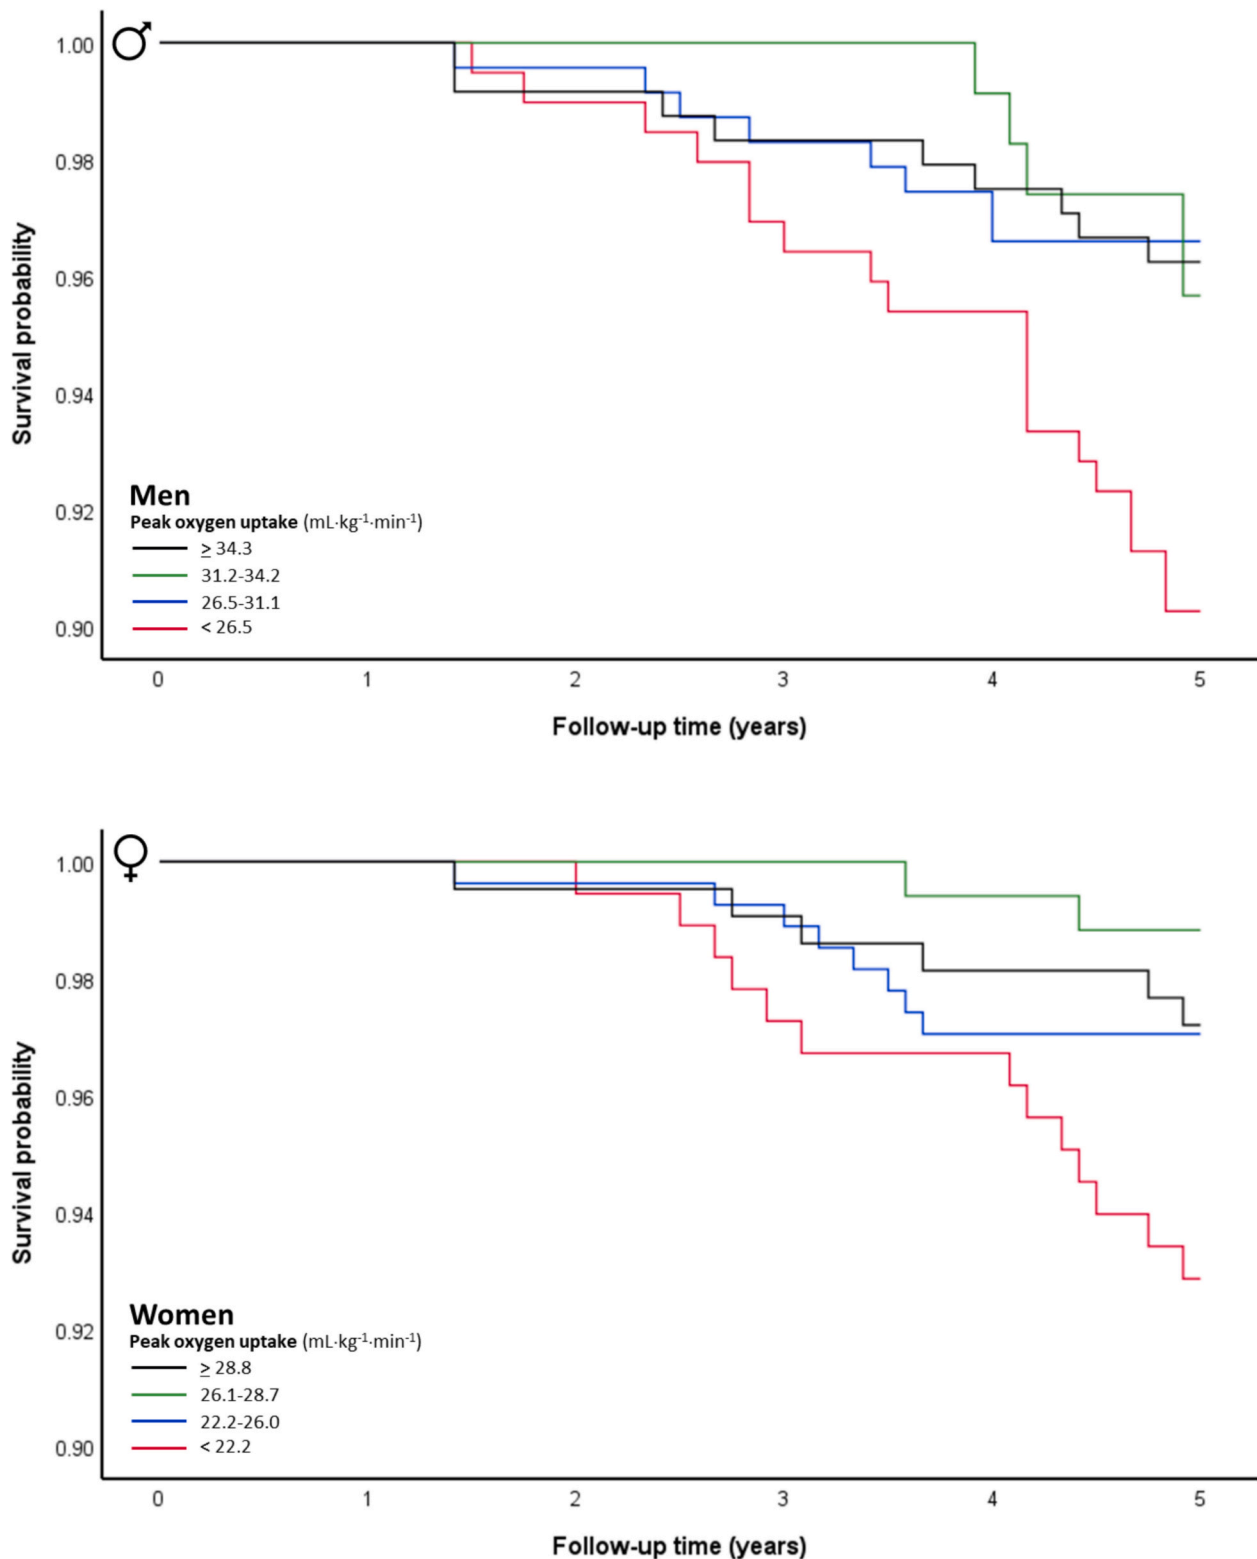 1.00
0.98
0.96
0.94
0.92
0.90
Survival probability
Men
Peak oxygen uptake (mL·kg⁻¹·min⁻¹)
≥ 34.3
31.2-34.2
26.5-31.1
< 26.5
0 1 2 3 4 5
Follow-up time (years)
1.00
0.98
0.96
0.94
0.92
0.90
Survival probability
Women
Peak oxygen uptake (mL·kg⁻¹·min⁻¹)
≥ 28.8
26.1-28.7
22.2-26.0
< 22.2
0 1 2 3 4 5
Follow-up time (years)